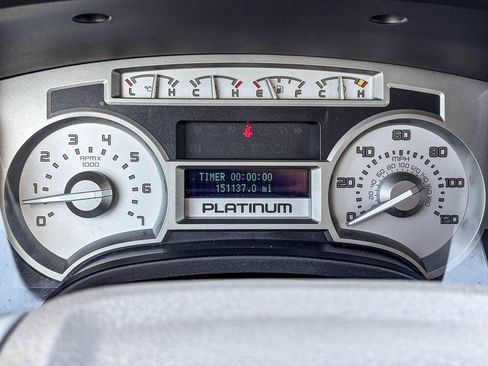 L H C H E F C H
0 1 2 3 4 5 6 7
RPMX
1000
TIMER 00:00:00
151137.0 mi
PLATINUM
0 20 40 60 80 100 120
MPH